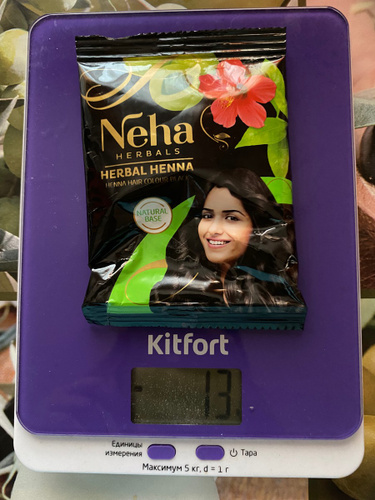 Neha
HERBALS
HERBAL HENNA
HENNA HAIR COLOUR BLACK
NATURAL
BASE
Kitfort
13
Единицы
измерения
Тара
Максимум 5 кг, d = 1 г